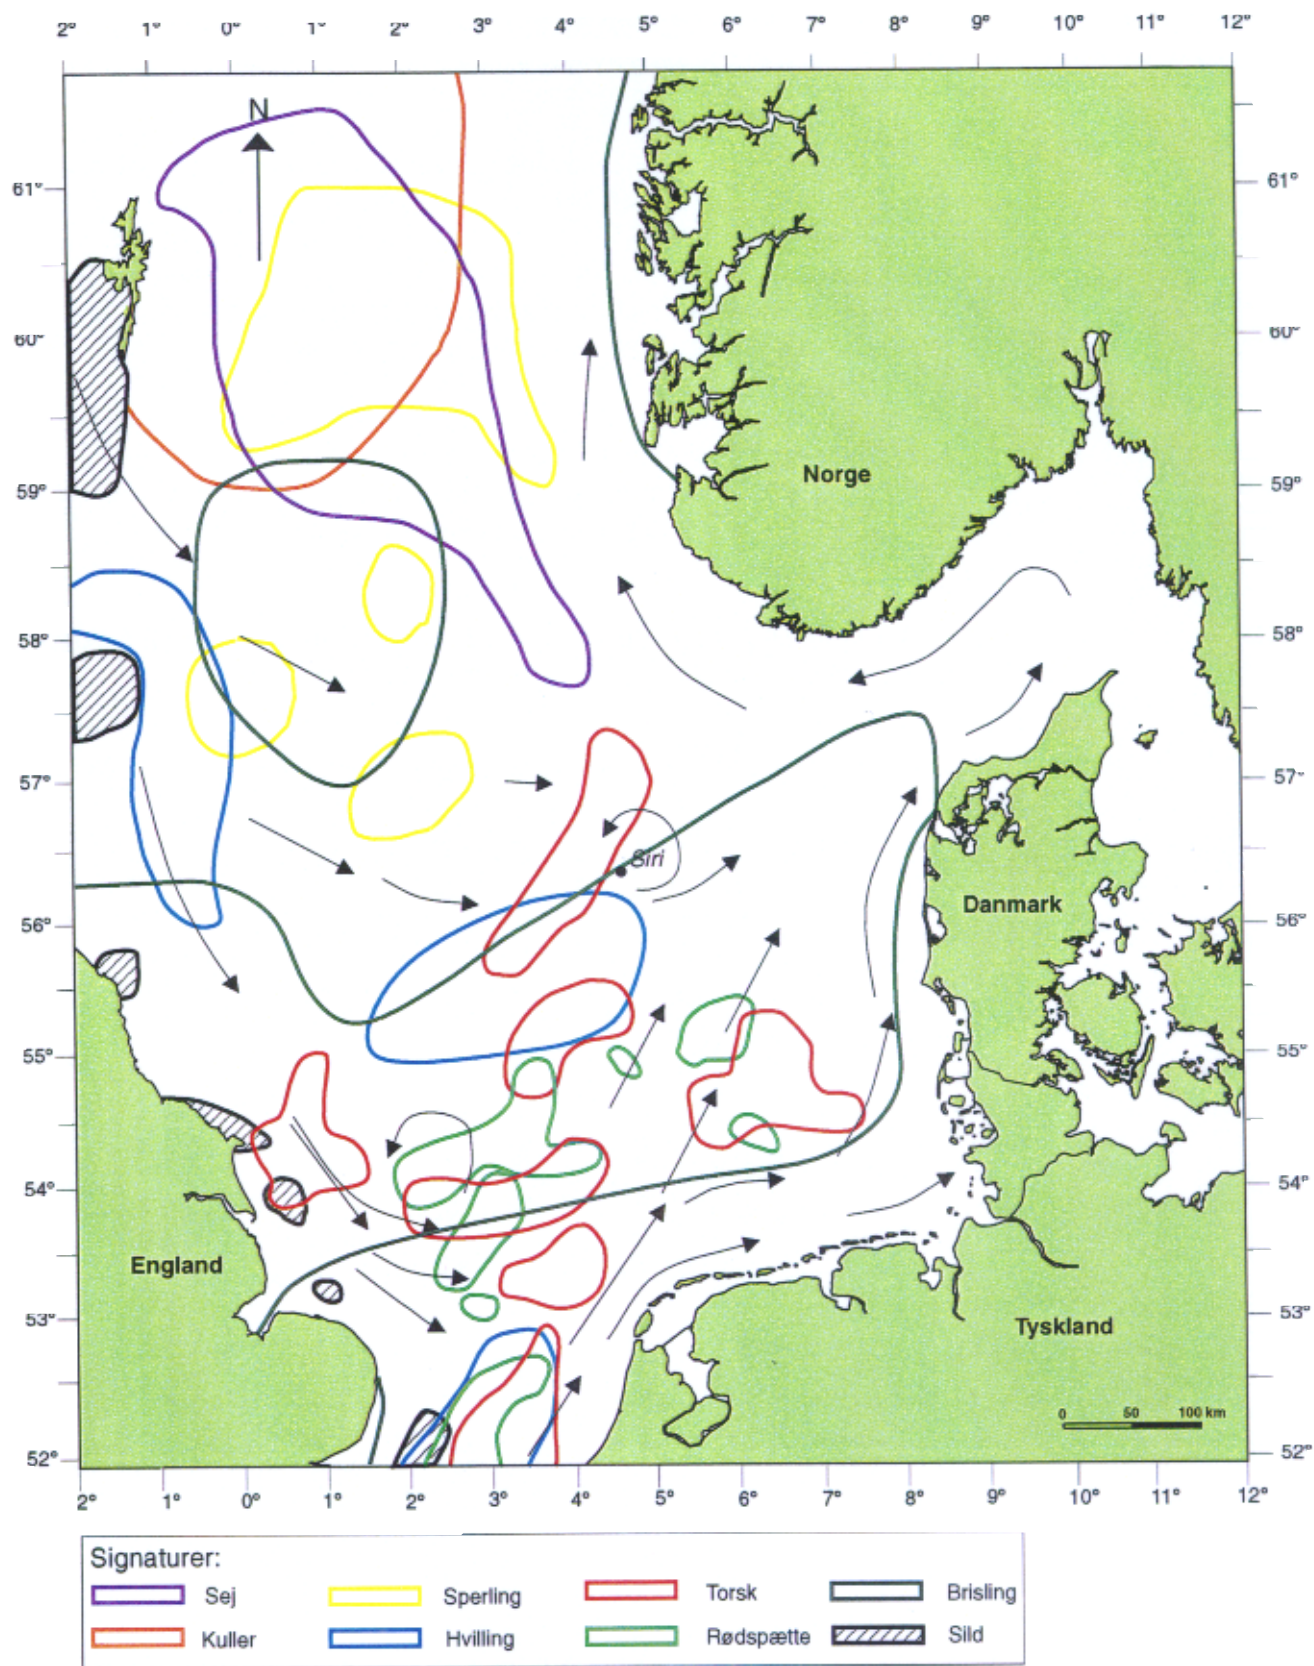 2° 1° 0° 1° 2° 3° 4° 5° 6° 7° 8° 9° 10° 11° 12°
N
61° 61°
60° 60°
Norge
59° 59°
58° 58°
57° 57°
Siri
Danmark
56° 56°
55° 55°
54° 54°
England
53° 53°
Tyskland
0 50 100 km
52° 52°
2° 1° 0° 1° 2° 3° 4° 5° 6° 7° 8° 9° 10° 11° 12°
Signaturer:
Sej Sperling Torsk Brisling
Kuller Hvilling Rødspætte Sild